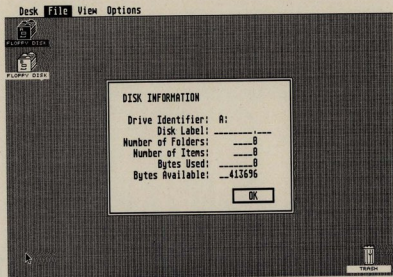 Desk File View Options
A
FLOPPY DISK
B
FLOPPY DISK
DISK INFORMATION
Drive Identifier: A:
Disk Label: ________.___
Number of Folders: ____0
Number of Items: ____0
Bytes Used: _______0
Bytes Available: __413696
OK
TRASH